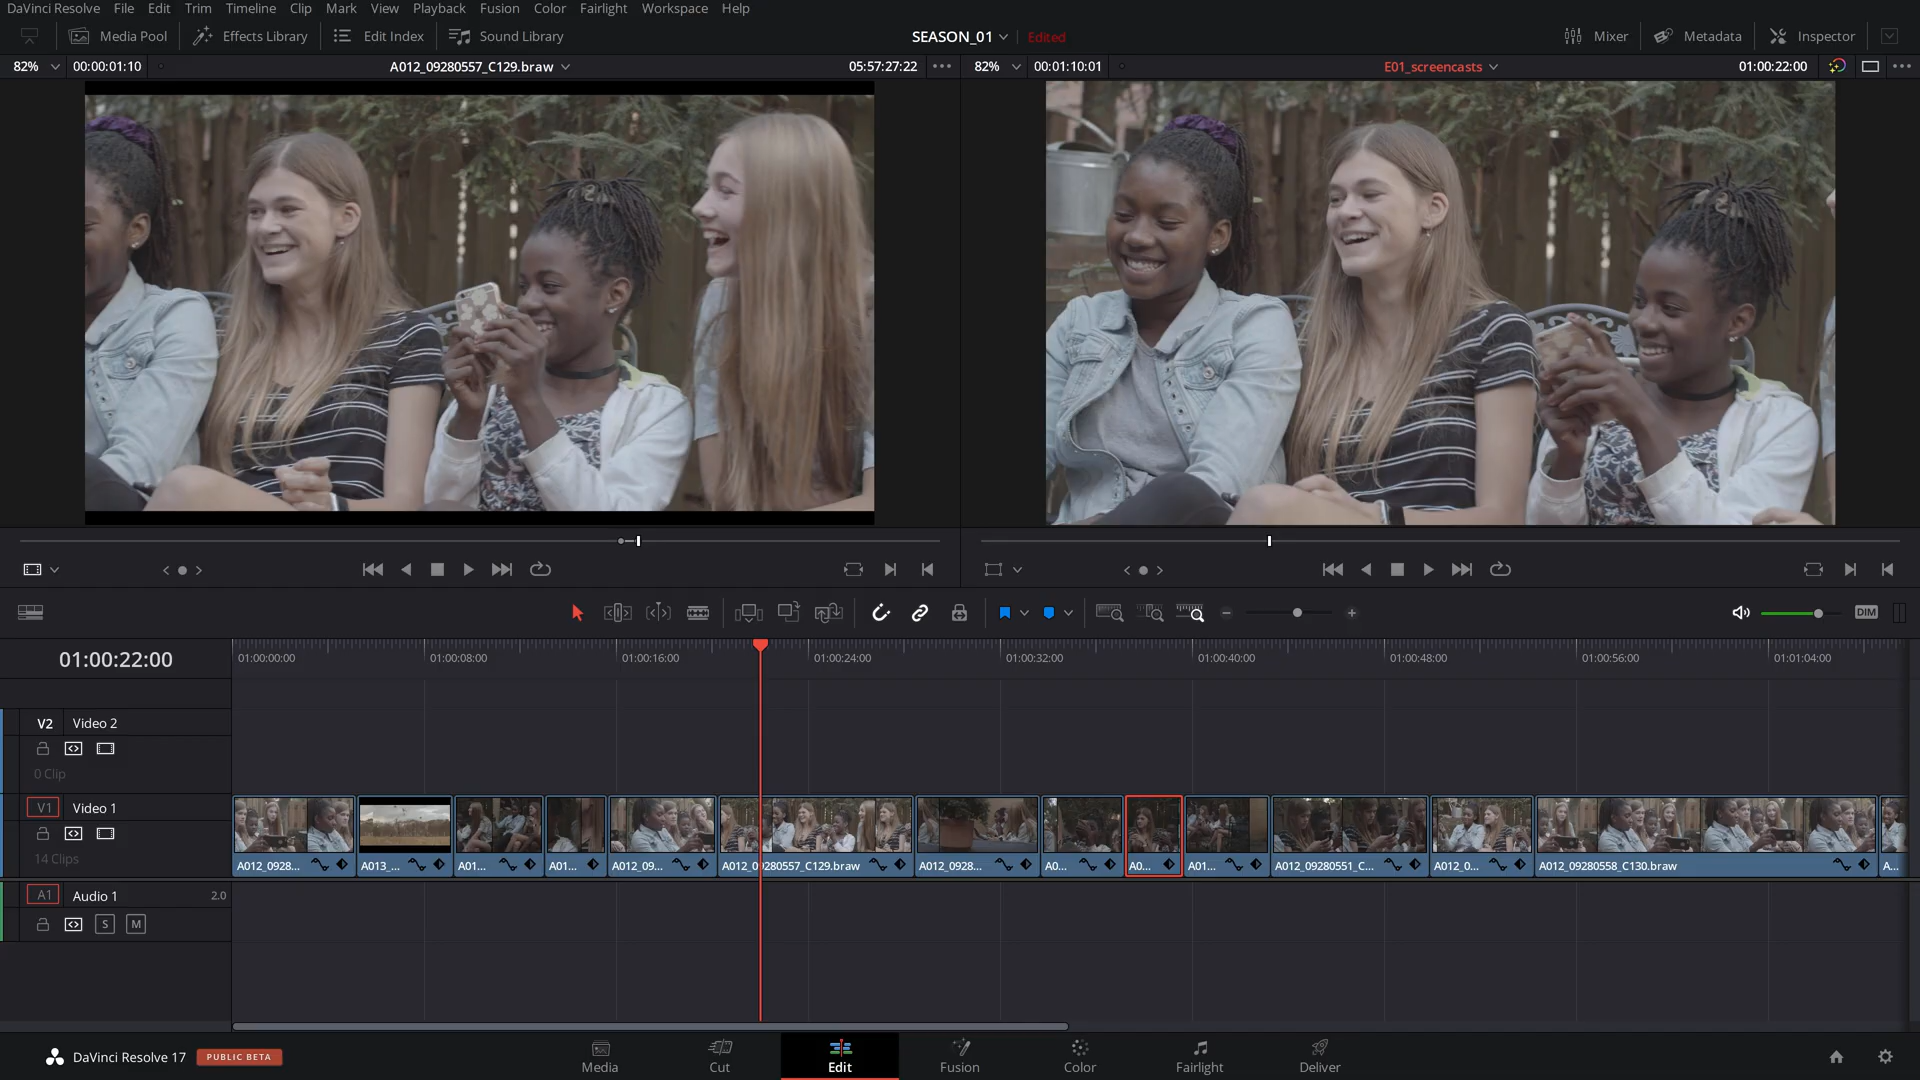 DaVinci Resolve File Edit Trim Timeline Clip Mark View Playback Fusion Color Fairlight Workspace Help
Media Pool Effects Library Edit Index Sound Library SEASON_01 Edited Mixer Metadata Inspector
82% 00:00:01:10 A012_09280557_C129.braw 05:57:27:22 82% 00:01:10:01 E01_screencasts 01:00:22:00
DIM
01:00:22:00 01:00:00:00 01:00:08:00 01:00:16:00 01:00:24:00 01:00:32:00 01:00:40:00 01:00:48:00 01:00:56:00 01:01:04:00
V2 Video 2
0 Clip
V1 Video 1
14 Clips
A012_0928... A013_... A01... A01... A012_09... A012_09280557_C129.braw A012_0928... A0... A0... A01... A012_09280551_C... A012_0... A012_09280558_C130.braw A...
A1 Audio 1 2.0
S M
DaVinci Resolve 17 PUBLIC BETA Media Cut Edit Fusion Color Fairlight Deliver